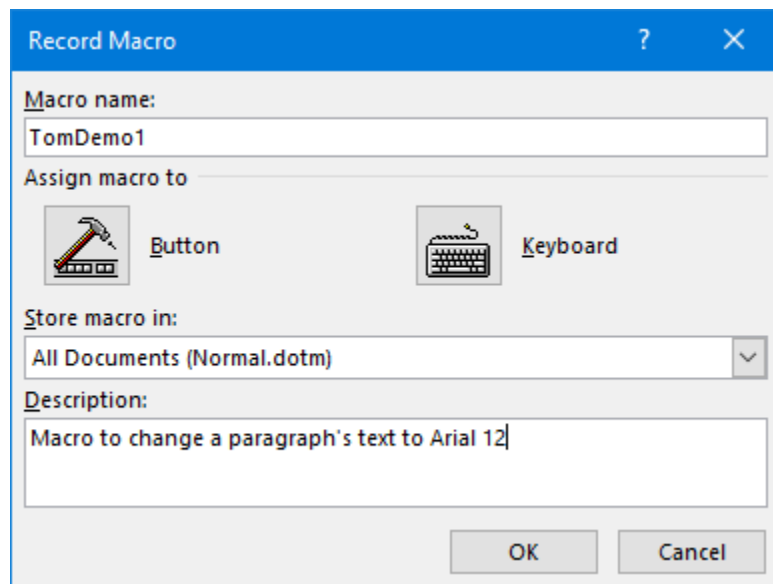 Record Macro
Macro name:
TomDemo1
Assign macro to
Button
Keyboard
Store macro in:
All Documents (Normal.dotm)
Description:
Macro to change a paragraph's text to Arial 12
OK
Cancel